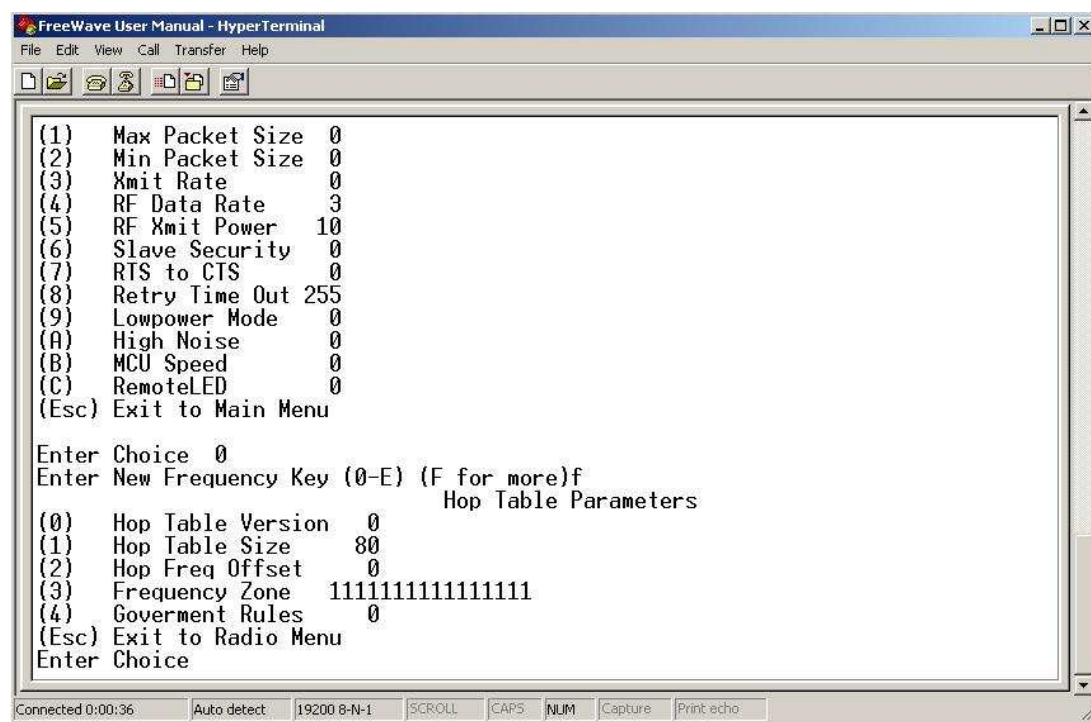 FreeWave User Manual - HyperTerminal
File Edit View Call Transfer Help
(1) Max Packet Size 0
(2) Min Packet Size 0
(3) Xmit Rate 0
(4) RF Data Rate 3
(5) RF Xmit Power 10
(6) Slave Security 0
(7) RTS to CTS 0
(8) Retry Time Out 255
(9) Lowpower Mode 0
(A) High Noise 0
(B) MCU Speed 0
(C) RemoteLED 0
(Esc) Exit to Main Menu
Enter Choice 0
Enter New Frequency Key (0-E) (F for more)f
Hop Table Parameters
(0) Hop Table Version 0
(1) Hop Table Size 80
(2) Hop Freq Offset 0
(3) Frequency Zone 1111111111111111
(4) Goverment Rules 0
(Esc) Exit to Radio Menu
Enter Choice
Connected 0:00:36 Auto detect 19200 8-N-1 SCROLL CAPS NUM Capture Print echo